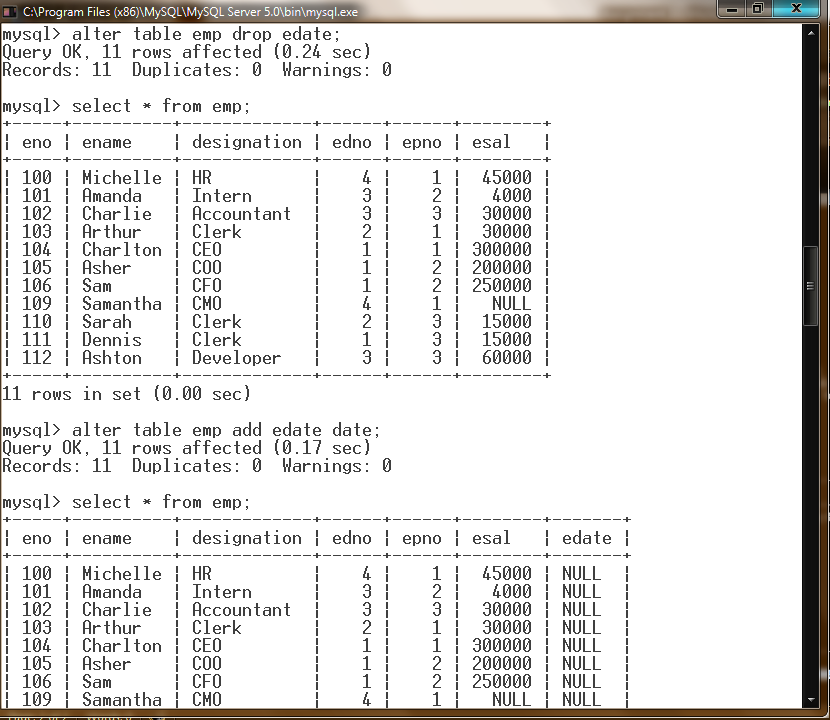 C:\Program Files (x86)\MySQL\MySQL Server 5.0\bin\mysql.exe
mysql> alter table emp drop edate;
Query OK, 11 rows affected (0.24 sec)
Records: 11  Duplicates: 0  Warnings: 0
mysql> select * from emp;
+-----+-----------+-------------+------+------+--------+
| eno | ename     | designation | edno | epno | esal   |
+-----+-----------+-------------+------+------+--------+
| 100 | Michelle  | HR          |    4 |    1 |  45000 |
| 101 | Amanda    | Intern      |    3 |    2 |   4000 |
| 102 | Charlie   | Accountant  |    3 |    3 |  30000 |
| 103 | Arthur    | Clerk       |    2 |    1 |  30000 |
| 104 | Charlton  | CEO         |    1 |    1 | 300000 |
| 105 | Asher     | COO         |    1 |    2 | 200000 |
| 106 | Sam       | CFO         |    1 |    2 | 250000 |
| 109 | Samantha  | CMO         |    4 |    1 |   NULL |
| 110 | Sarah     | Clerk       |    2 |    3 |  15000 |
| 111 | Dennis    | Clerk       |    1 |    3 |  15000 |
| 112 | Ashton    | Developer   |    3 |    3 |  60000 |
+-----+-----------+-------------+------+------+--------+
11 rows in set (0.00 sec)
mysql> alter table emp add edate date;
Query OK, 11 rows affected (0.17 sec)
Records: 11  Duplicates: 0  Warnings: 0
mysql> select * from emp;
+-----+-----------+-------------+------+------+--------+-------+
| eno | ename     | designation | edno | epno | esal   | edate |
+-----+-----------+-------------+------+------+--------+-------+
| 100 | Michelle  | HR          |    4 |    1 |  45000 | NULL  |
| 101 | Amanda    | Intern      |    3 |    2 |   4000 | NULL  |
| 102 | Charlie   | Accountant  |    3 |    3 |  30000 | NULL  |
| 103 | Arthur    | Clerk       |    2 |    1 |  30000 | NULL  |
| 104 | Charlton  | CEO         |    1 |    1 | 300000 | NULL  |
| 105 | Asher     | COO         |    1 |    2 | 200000 | NULL  |
| 106 | Sam       | CFO         |    1 |    2 | 250000 | NULL  |
| 109 | Samantha  | CMO         |    4 |    1 |   NULL | NULL  |